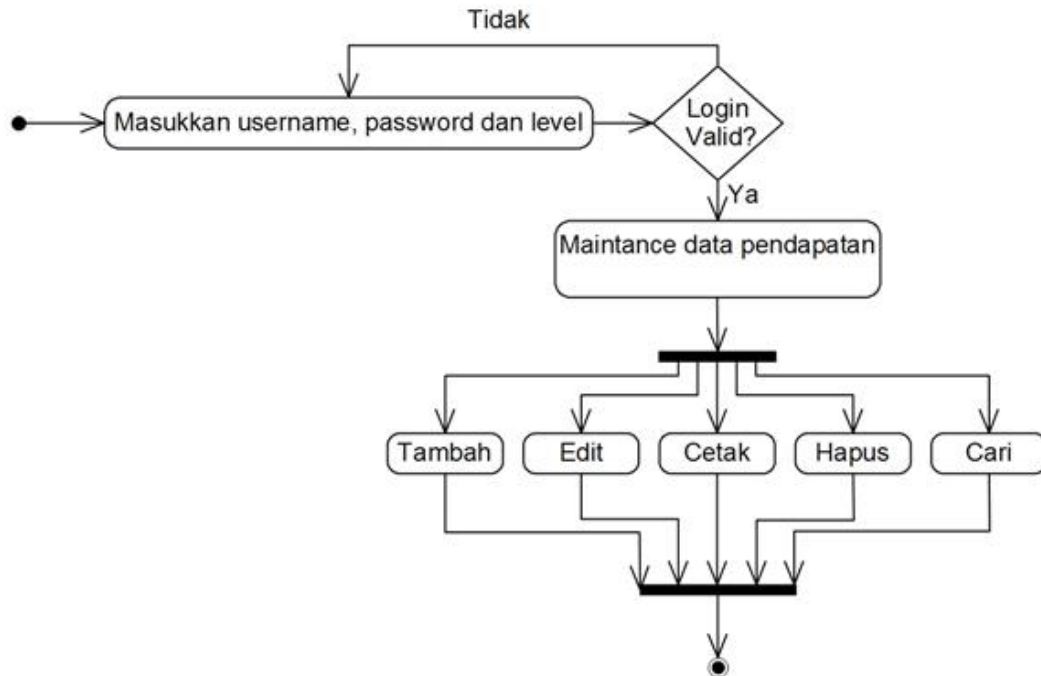 Tidak
Masukkan username, password dan level
Login
Valid?
Ya
Maintance data pendapatan
Tambah
Edit
Cetak
Hapus
Cari